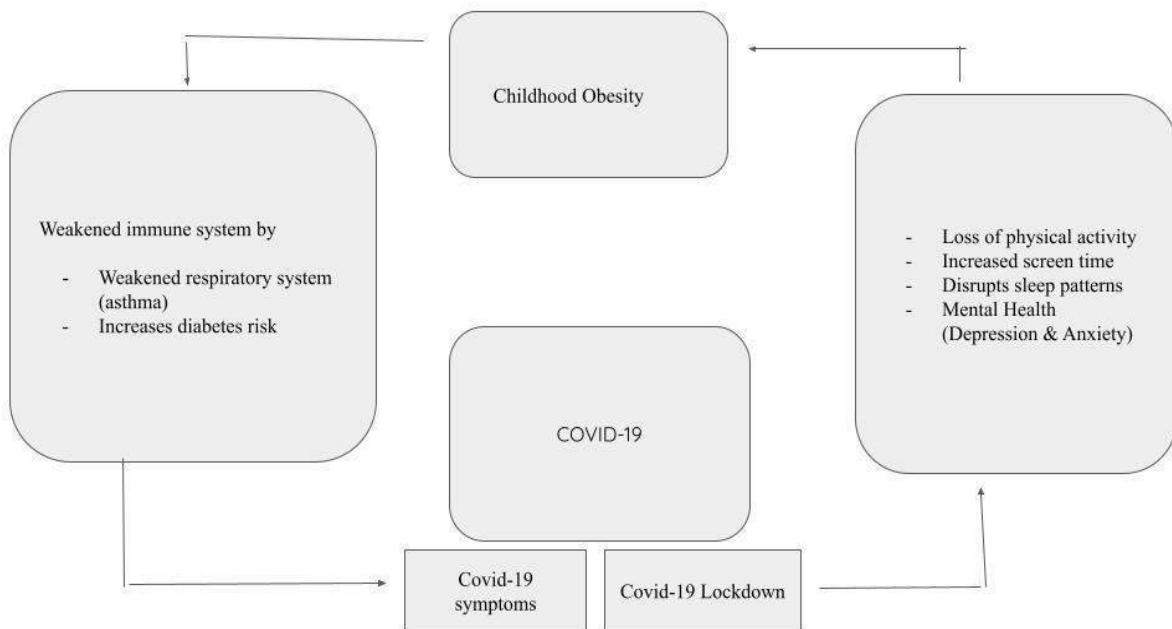 Childhood Obesity
Weakened immune system by
- Weakened respiratory system
(asthma)
- Increases diabetes risk
- Loss of physical activity
- Increased screen time
- Disrupts sleep patterns
- Mental Health
(Depression & Anxiety)
COVID-19
Covid-19
symptoms
Covid-19 Lockdown